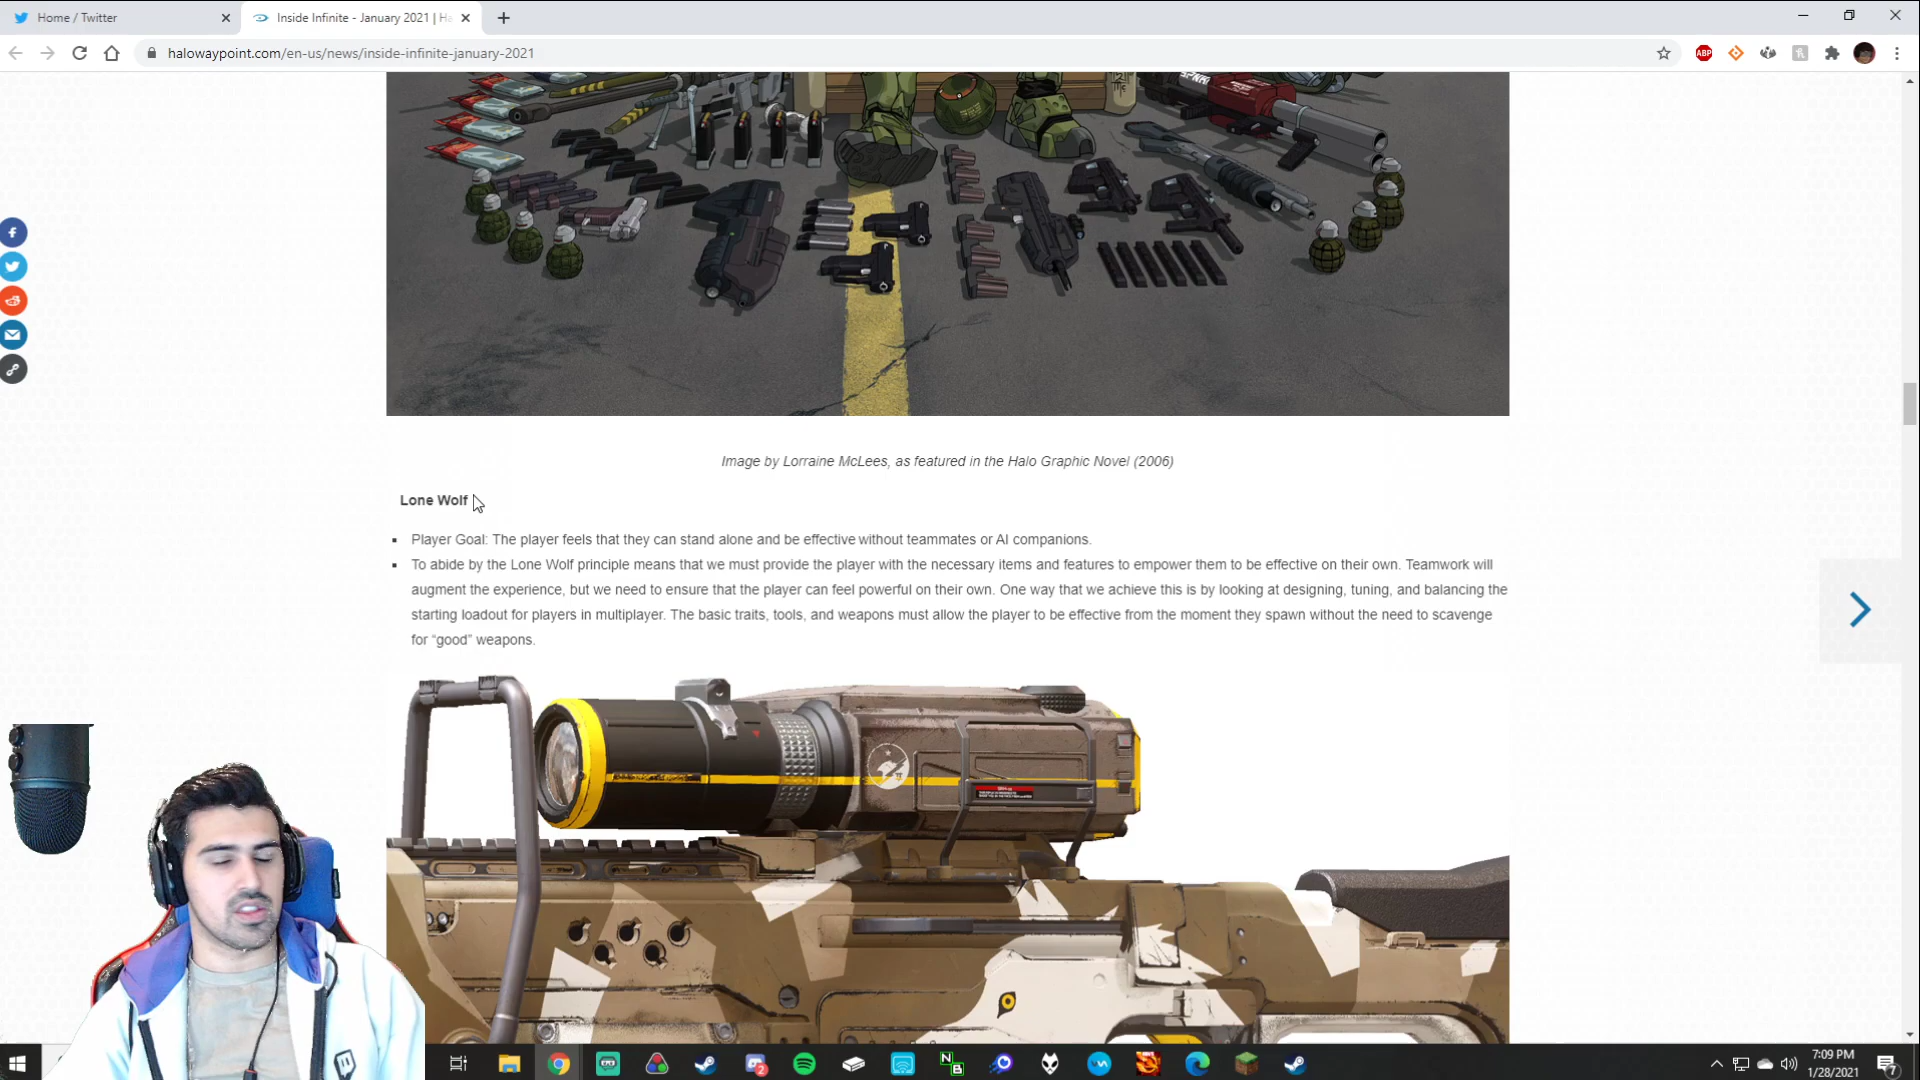 Home / Twitter
Inside Infinite - January 2021 | Ha
halowaypoint.com/en-us/news/inside-infinite-january-2021
ABP
SPNKr
Image by Lorraine McLees, as featured in the Halo Graphic Novel (2006)
Lone Wolf
Player Goal: The player feels that they can stand alone and be effective without teammates or AI companions.
To abide by the Lone Wolf principle means that we must provide the player with the necessary items and features to empower them to be effective on their own. Teamwork will
augment the experience, but we need to ensure that the player can feel powerful on their own. One way that we achieve this is by looking at designing, tuning, and balancing the
starting loadout for players in multiplayer. The basic traits, tools, and weapons must allow the player to be effective from the moment they spawn without the need to scavenge
for “good” weapons.
7:09 PM
1/28/2021
2
N
B
7